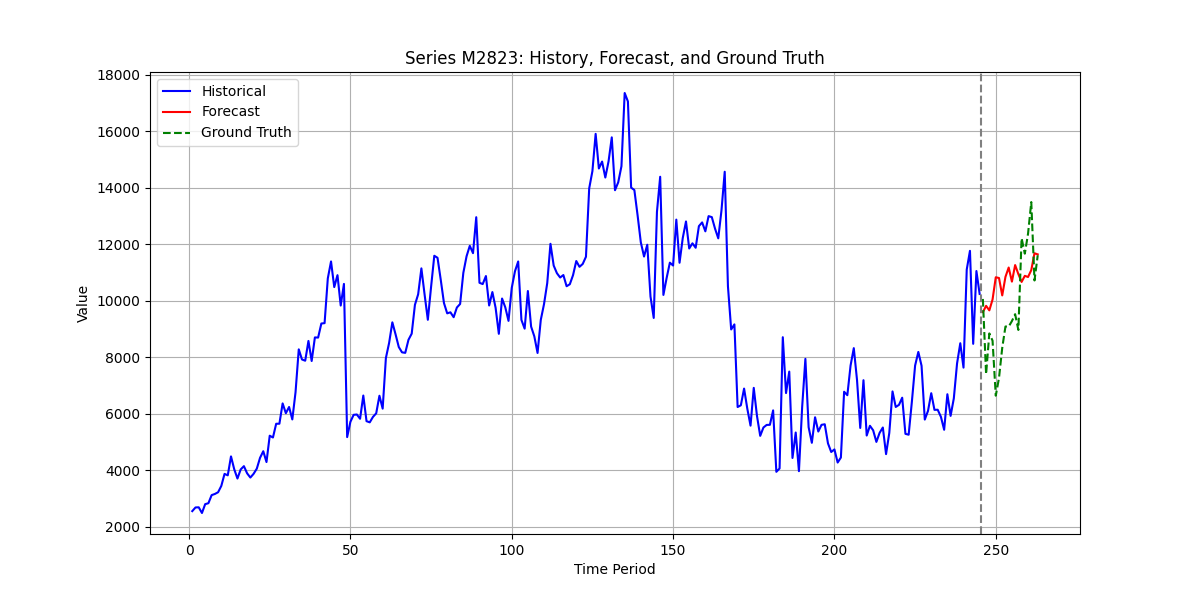 Series M2823: History, Forecast, and Ground Truth
Historical
Forecast
Ground Truth
18000
16000
14000
12000
10000
8000
6000
4000
2000
Value
0 50 100 150 200 250
Time Period